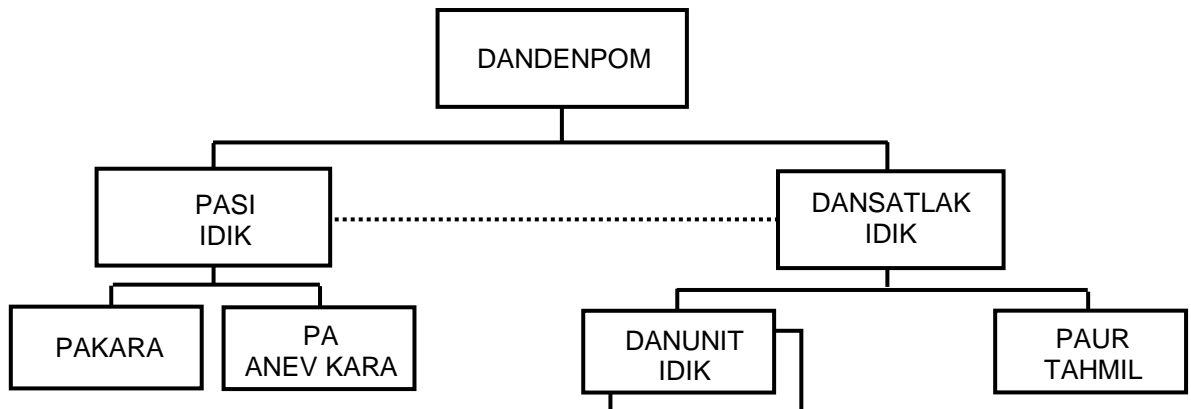 DANDENPOM
PASI
IDIK
DANSATLAK
IDIK
PAKARA
PA
ANEV KARA
DANUNIT
IDIK
PAUR
TAHMIL